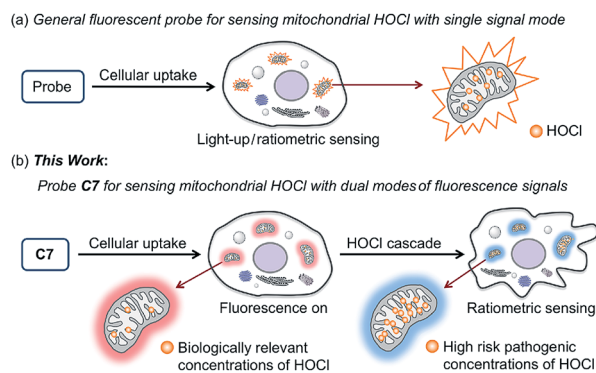 (a) General fluorescent probe for sensing mitochondrial HOCl with single signal mode
Probe
Cellular uptake
Light-up/ratiometric sensing
HOCl
(b) This Work:
Probe C7 for sensing mitochondrial HOCl with dual modes of fluorescence signals
C7
Cellular uptake
HOCl cascade
Fluorescence on
Ratiometric sensing
Biologically relevant
concentrations of HOCl
High risk pathogenic
concentrations of HOCl